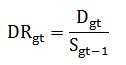 DR_gt = D_gt / S_gt−1